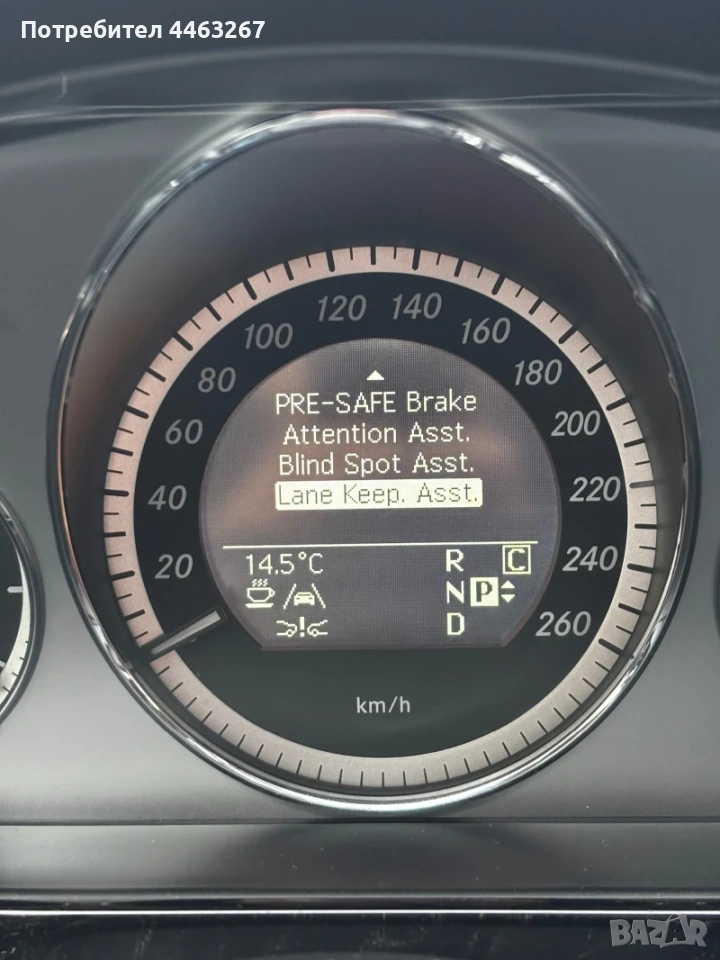 Потребител 4463267
120 140
100 160
80 180
PRE-SAFE Brake
Attention Asst.
60 200
Blind Spot Asst.
40 Lane Keep. Asst. 220
20 14.5°C R C 240
N P
D 260
km/h
BAZAR